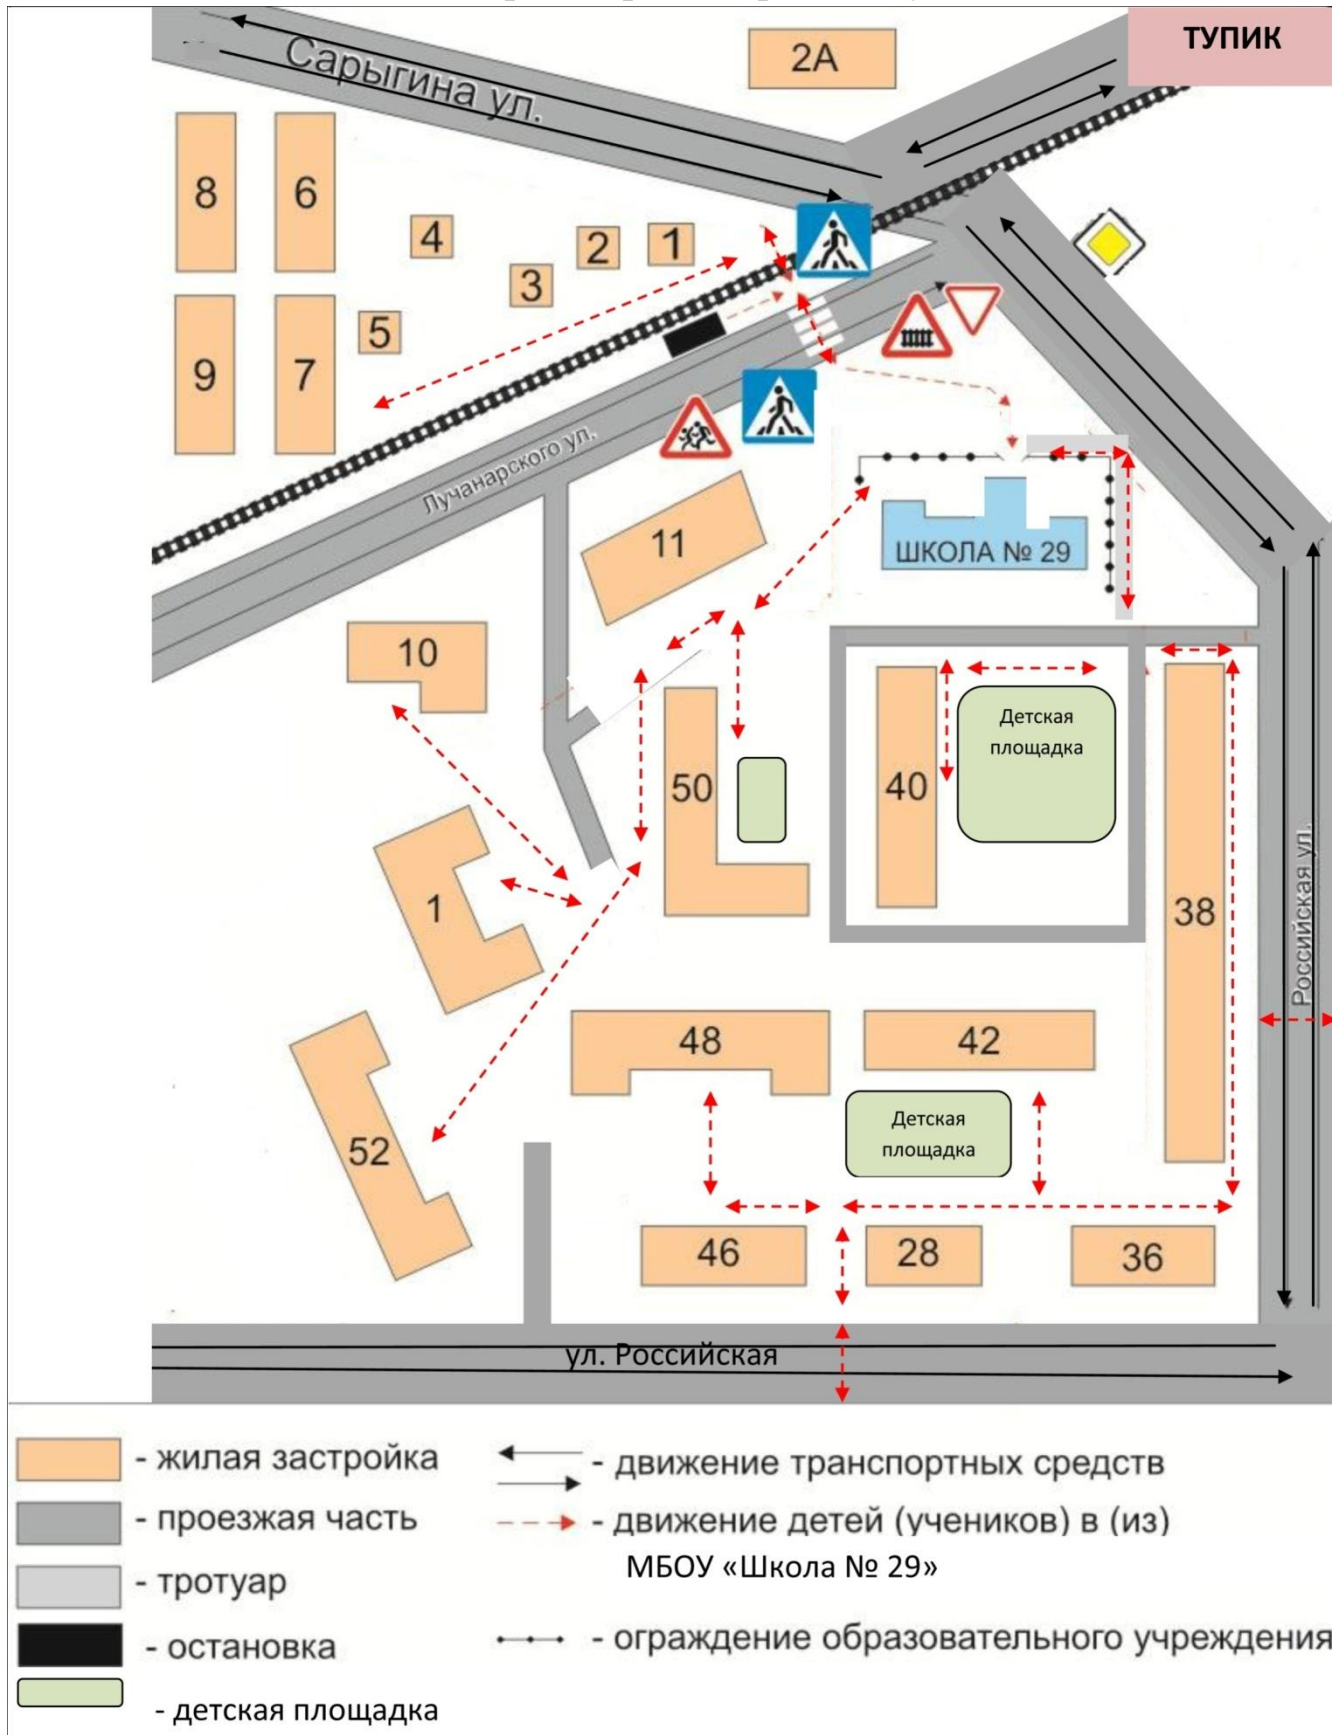 ТУПИК
2А
Сарыгина ул.
8
6
4
2
1
3
5
9
7
Лучанарского ул.
11
ШКОЛА № 29
10
Детская
площадка
50
40
1
38
Российская ул.
48
42
Детская
площадка
52
46
28
36
ул. Российская
- жилая застройка
- движение транспортных средств
- проезжая часть
- движение детей (учеников) в (из)
МБОУ «Школа № 29»
- тротуар
- остановка
- ограждение образовательного учреждения
- детская площадка